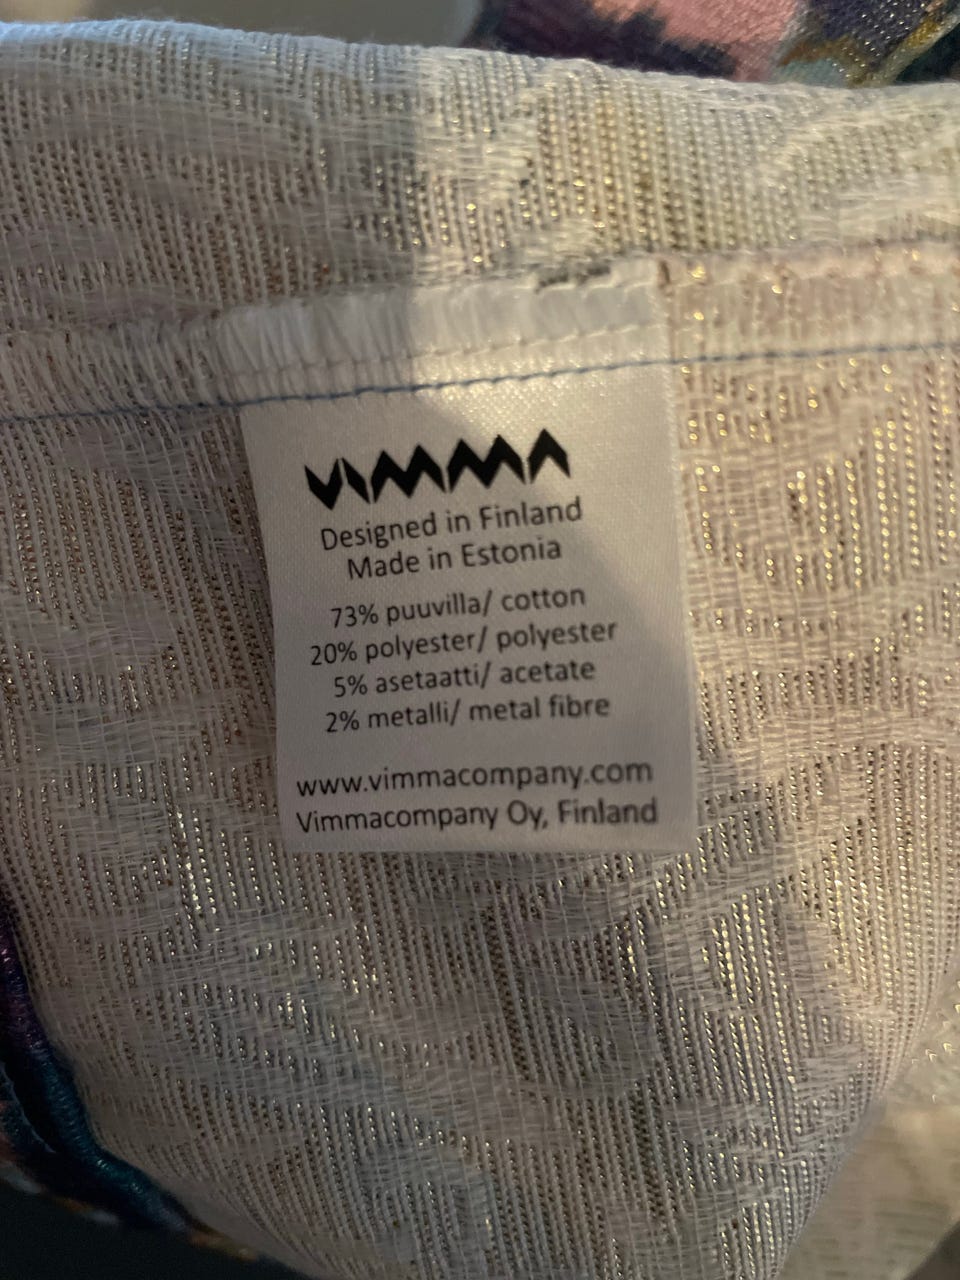 VIMMA
Designed in Finland
Made in Estonia
73% puuvilla/ cotton
20% polyester/ polyester
5% asetaatti/ acetate
2% metalli/ metal fibre
www.vimmacompany.com
Vimmacompany Oy, Finland